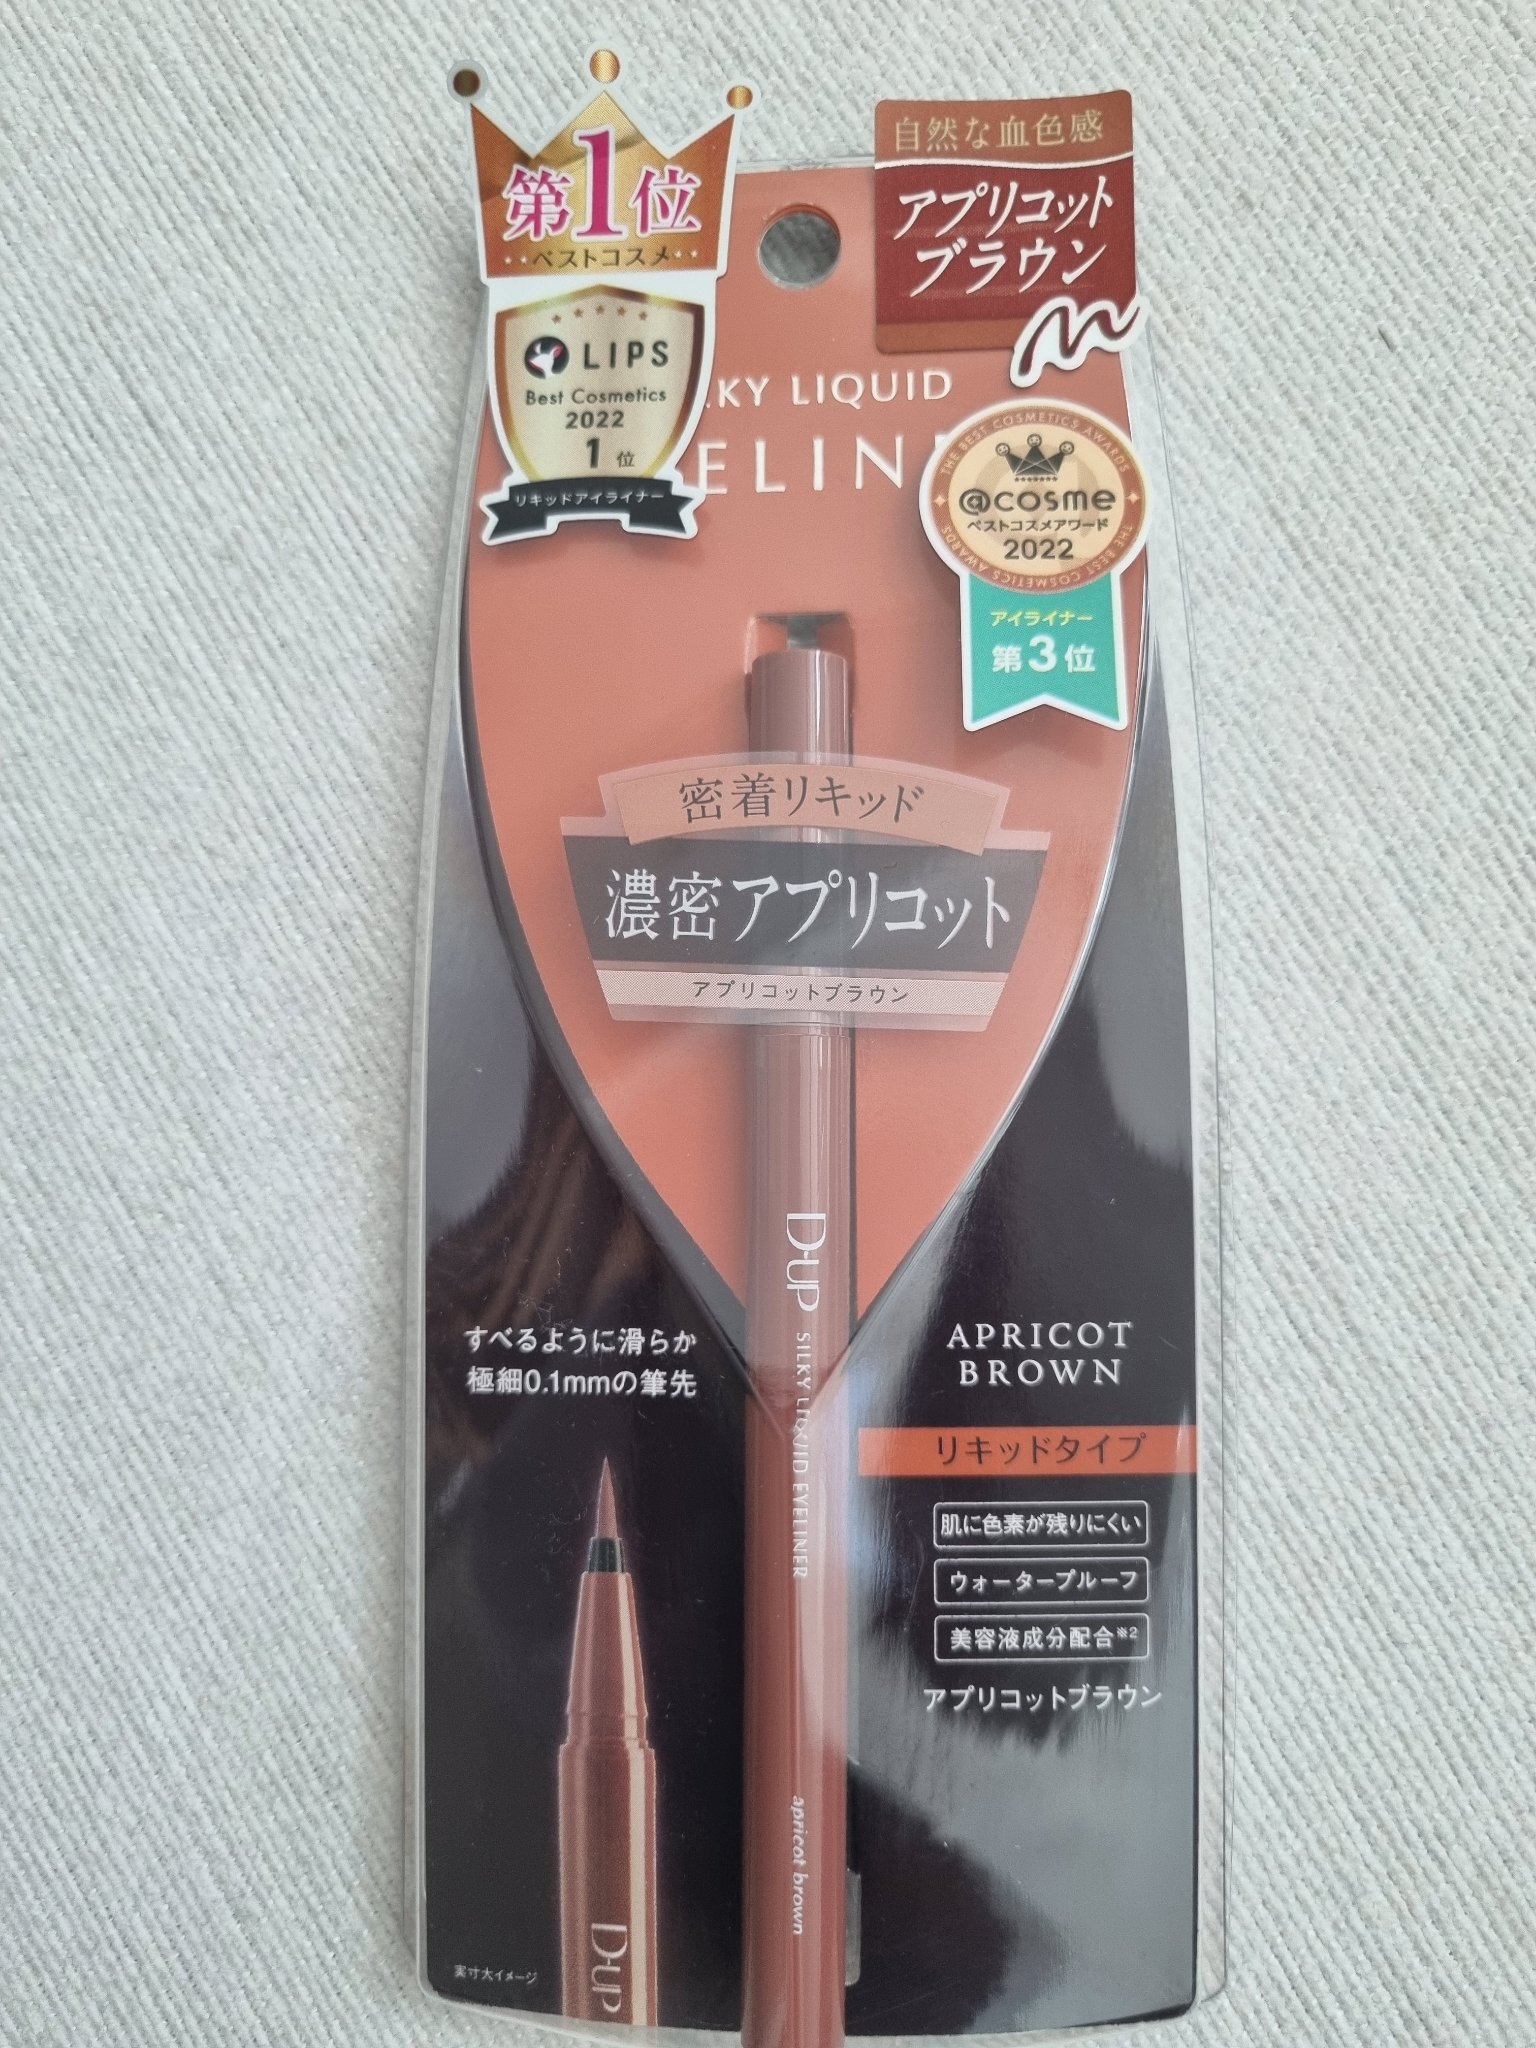 第1位
ベストコスメ
LIPS
Best Cosmetics
2022
1位
リキッドアイライナー
自然な血色感
アプリコット
ブラウン
KY LIQUID
ELIN
THE BEST COSMETICS AWARDS
@cosme
ベストコスメアワード
2022
THE BEST COSMETICS AWARDS
アイライナー
第3位
密着リキッド
濃密アプリコット
アプリコットブラウン
D-UP SILKY LIQUID EYELINER
apricot brown
すべるように滑らか
極細0.1mmの筆先
D-UP
実寸大イメージ
APRICOT
BROWN
リキッドタイプ
肌に色素が残りにくい
ウォータープルーフ
美容液成分配合※2
アプリコットブラウン